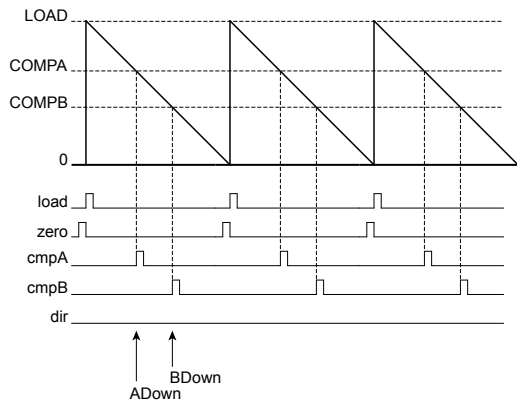 LOAD
COMPA
COMPB
0
load
zero
cmpA
cmpB
dir
BDown
ADown